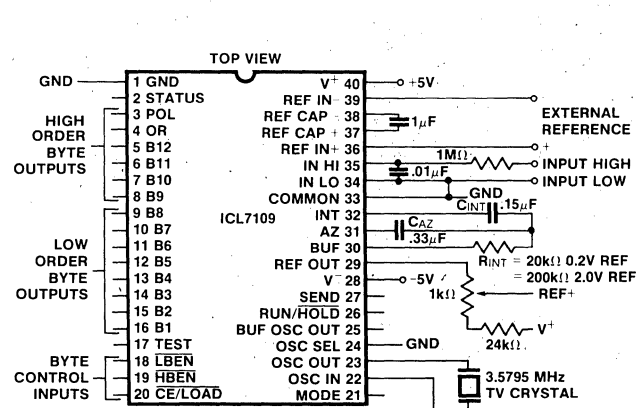 TOP VIEW
GND
1 GND
2 STATUS
3 POL
4 OR
5 B12
6 B11
7 B10
8 B9
9 B8
10 B7
11 B6
12 B5
13 B4
14 B3
15 B2
16 B1
17 TEST
18 LBEN
19 HBEN
20 CE/LOAD
HIGH
ORDER
BYTE
OUTPUTS
LOW
ORDER
BYTE
OUTPUTS
BYTE
CONTROL
INPUTS
ICL7109
V+ 40
REF IN- 39
REF CAP - 38
REF CAP + 37
REF IN+ 36
IN HI 35
IN LO 34
COMMON 33
INT 32
AZ 31
BUF 30
REF OUT 29
V- 28
SEND 27
RUN/HOLD 26
BUF OSC OUT 25
OSC SEL 24
OSC OUT 23
OSC IN 22
MODE 21
+5V
-
EXTERNAL
REFERENCE
+
1μF
1MΩ
INPUT HIGH
.01μF
INPUT LOW
GND
CINT .15μF
CAZ
.33μF
RINT = 20kΩ 0.2V REF
= 200kΩ 2.0V REF
-5V
1kΩ
REF+
V+
24kΩ
GND
3.5795 MHz
TV CRYSTAL